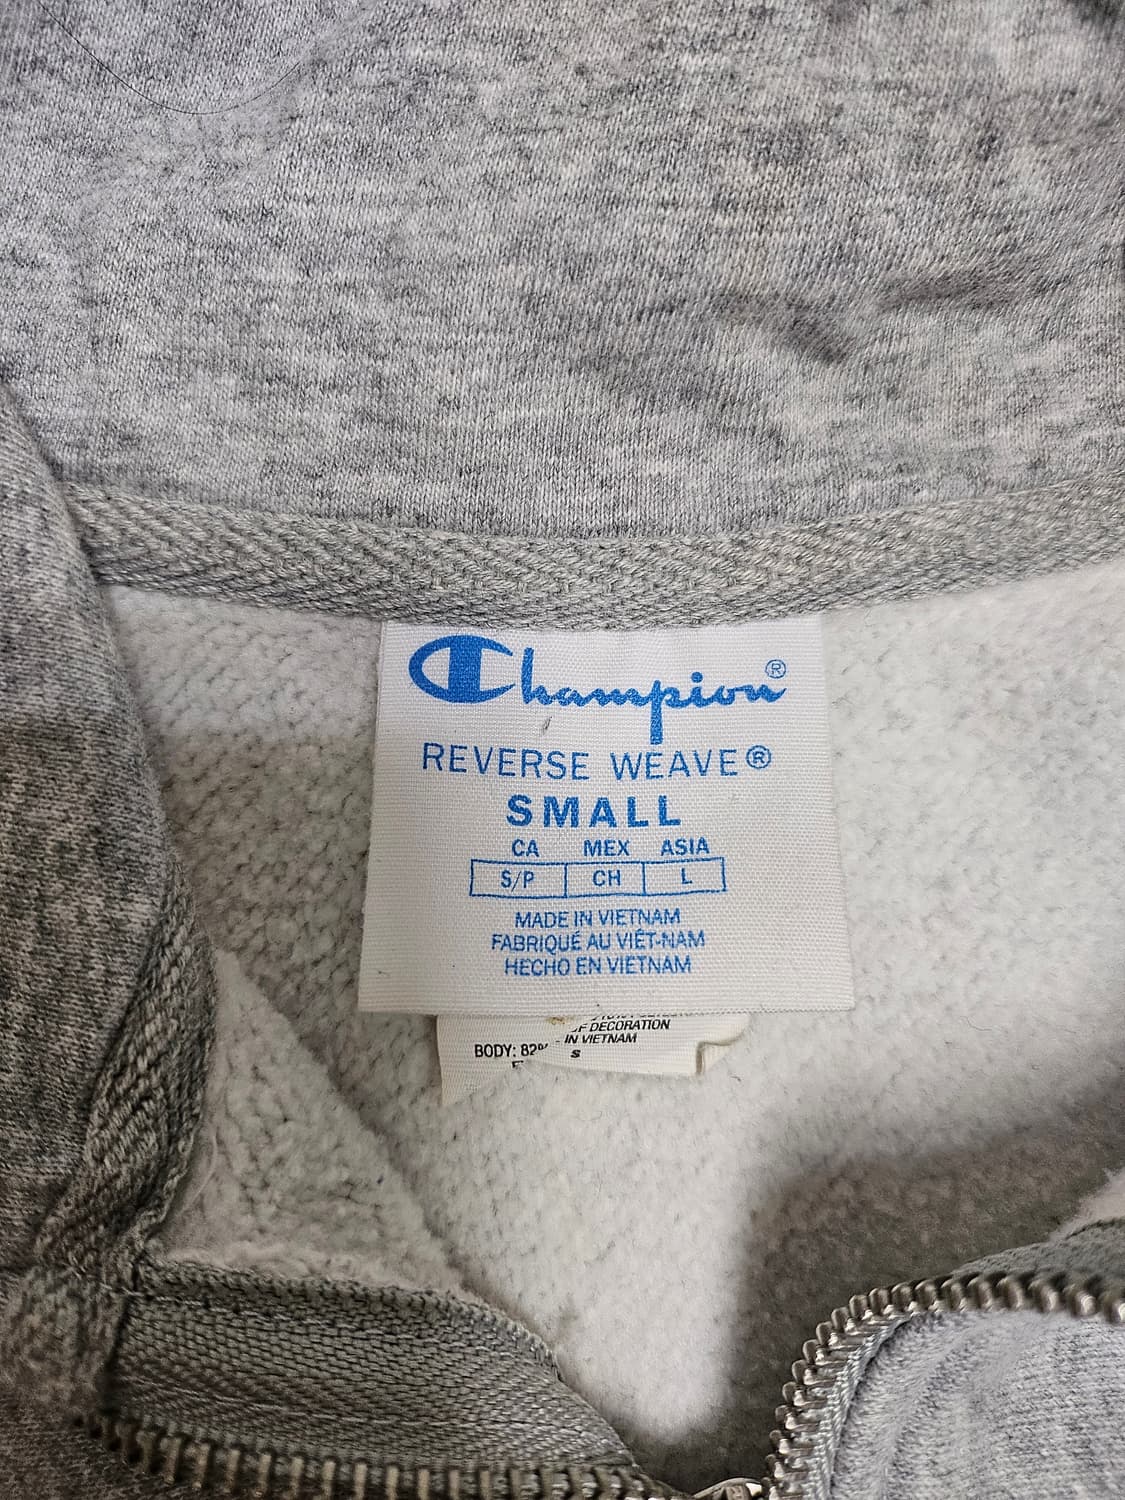 Champion®
REVERSE WEAVE®
SMALL
CA MEX ASIA
S/P CH L
MADE IN VIETNAM
FABRIQUÉ AU VIÊT-NAM
HECHO EN VIETNAM
DECORATION
IN VIETNAM
BODY: 82%
S